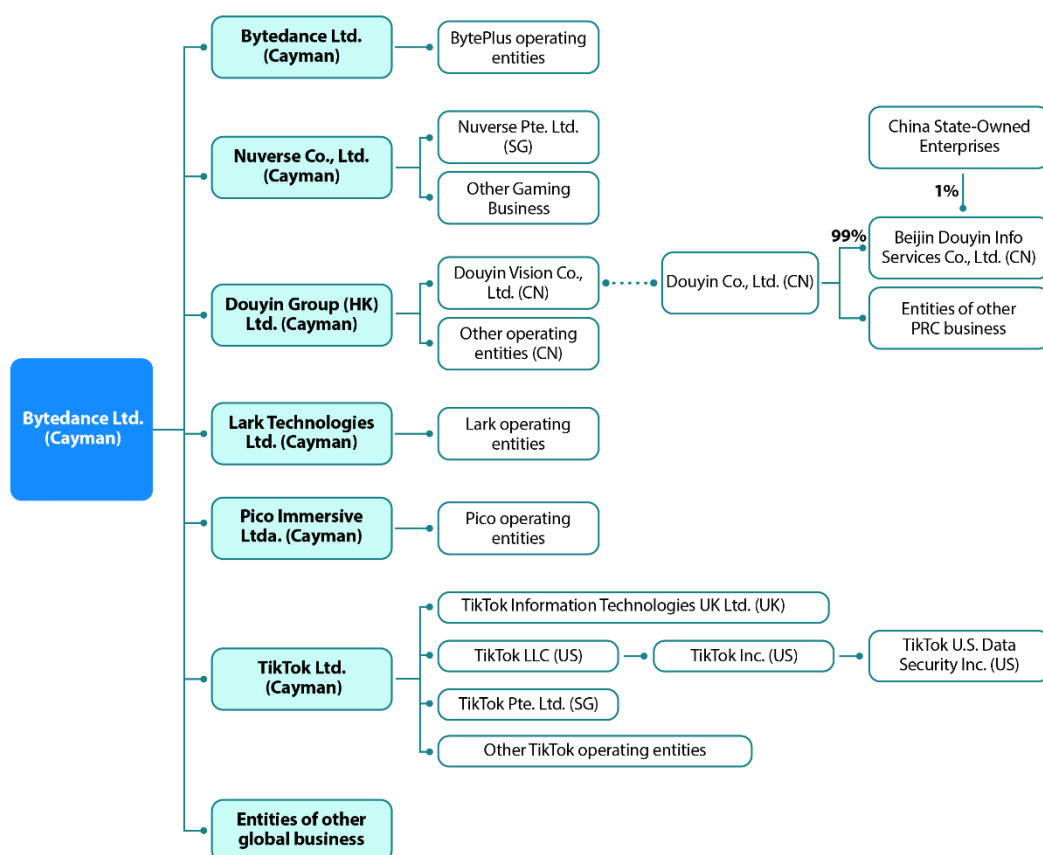 Bytedance Ltd.
(Cayman)
Bytedance Ltd.
(Cayman)
BytePlus operating
entities
Nuverse Co., Ltd.
(Cayman)
Nuverse Pte. Ltd.
(SG)
Other Gaming
Business
Douyin Group (HK)
Ltd. (Cayman)
Douyin Vision Co.,
Ltd. (CN)
Other operating
entities (CN)
Douyin Co., Ltd. (CN)
China State-Owned
Enterprises
1%
99%
Beijin Douyin Info
Services Co., Ltd. (CN)
Entities of other
PRC business
Lark Technologies
Ltd. (Cayman)
Lark operating
entities
Pico Immersive
Ltda. (Cayman)
Pico operating
entities
TikTok Ltd.
(Cayman)
TikTok Information Technologies UK Ltd. (UK)
TikTok LLC (US)
TikTok Inc. (US)
TikTok U.S. Data
Security Inc. (US)
TikTok Pte. Ltd. (SG)
Other TikTok operating entities
Entities of other
global business